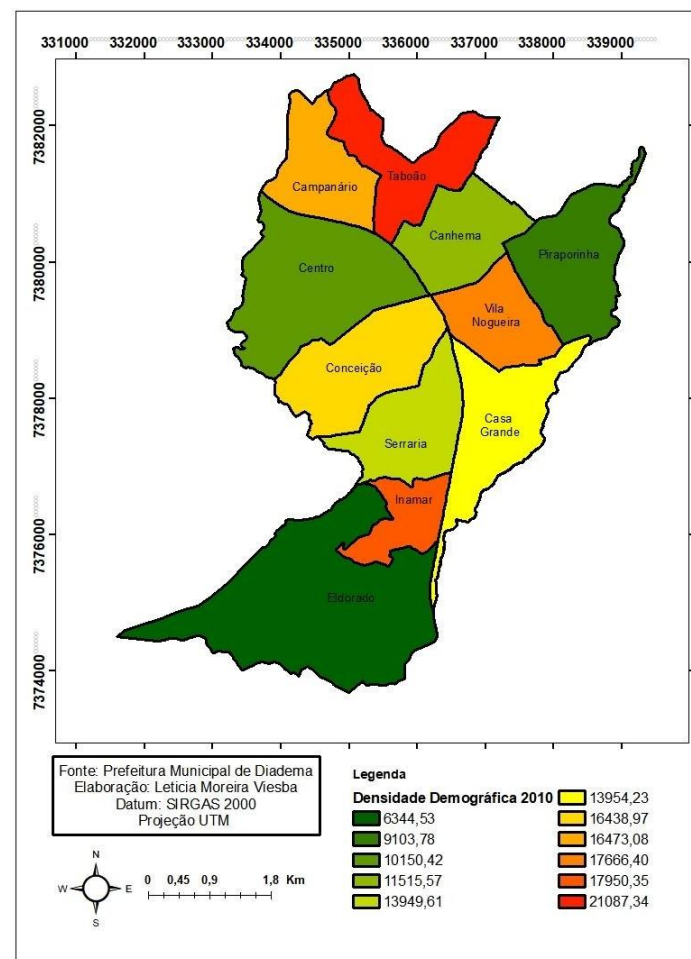 331000 332000 333000 334000 335000 336000 337000 338000 339000
7382000
7380000
7378000
7376000
7374000
Taboão
Campanário
Canhema
Piraporinha
Centro
Vila
Nogueira
Conceição
Casa
Grande
Serraria
Inamar
Eldorado
Fonte: Prefeitura Municipal de Diadema
Elaboração: Leticia Moreira Viesba
Datum: SIRGAS 2000
Projeção UTM
N
W E
S
0 0,45 0,9 1,8 Km
Legenda
Densidade Demográfica 2010
6344,53
9103,78
10150,42
11515,57
13949,61
13954,23
16438,97
16473,08
17666,40
17950,35
21087,34